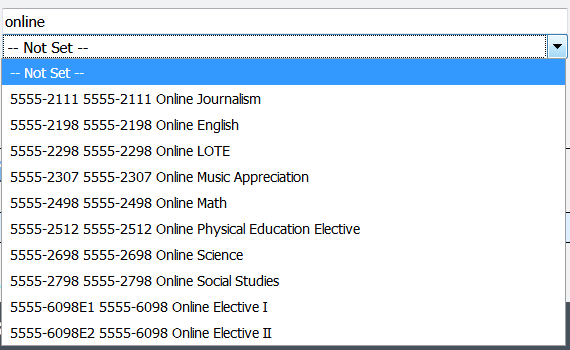 online
-- Not Set --
-- Not Set --
5555-2111 5555-2111 Online Journalism
5555-2198 5555-2198 Online English
5555-2298 5555-2298 Online LOTE
5555-2307 5555-2307 Online Music Appreciation
5555-2498 5555-2498 Online Math
5555-2512 5555-2512 Online Physical Education Elective
5555-2698 5555-2698 Online Science
5555-2798 5555-2798 Online Social Studies
5555-6098E1 5555-6098 Online Elective I
5555-6098E2 5555-6098 Online Elective II